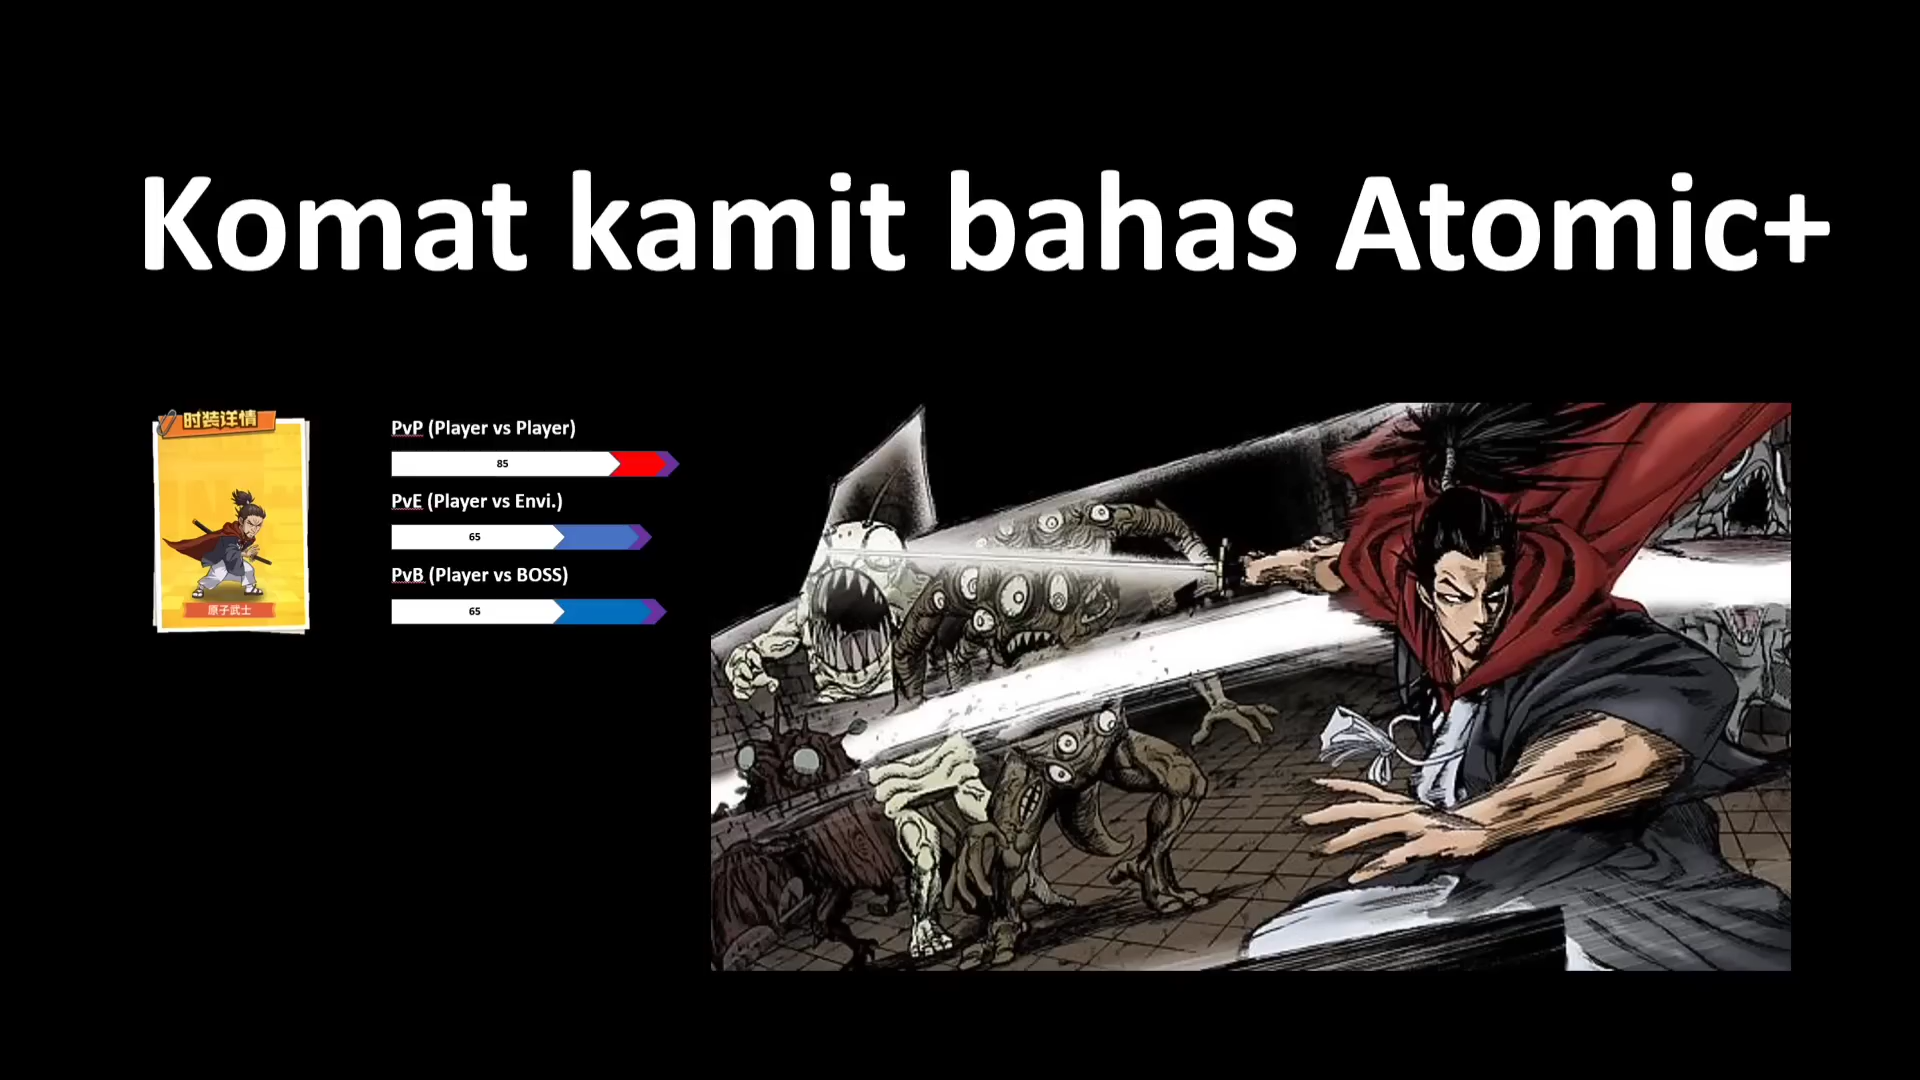 Komat kamit bahas Atomic+
时装详情
原子武士
PvP (Player vs Player)
85
PvE (Player vs Envi.)
65
PvB (Player vs BOSS)
65